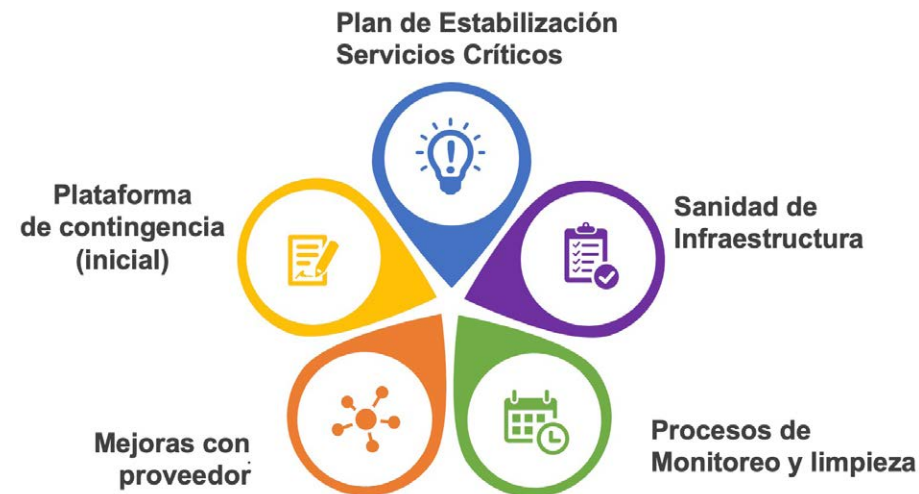 Plan de Estabilización
Servicios Críticos
Plataforma
de contingencia
(inicial)
Sanidad de
Infraestructura
Mejoras con
proveedor
Procesos de
Monitoreo y limpieza